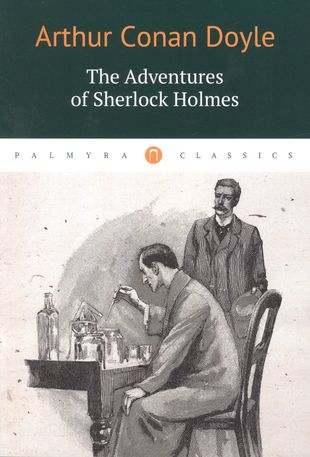 Arthur Conan Doyle
The Adventures
of Sherlock Holmes
PALMYRA CLASSICS